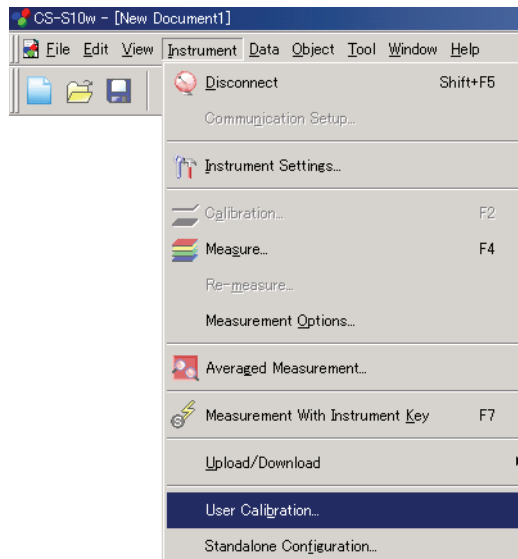 CS-S10w - [New Document1]
File Edit View Instrument Data Object Tool Window Help
Disconnect Shift+F5
Communication Setup...
Instrument Settings...
Calibration... F2
Measure... F4
Re-measure...
Measurement Options...
Averaged Measurement...
Measurement With Instrument Key F7
Upload/Download
User Calibration...
Standalone Configuration...